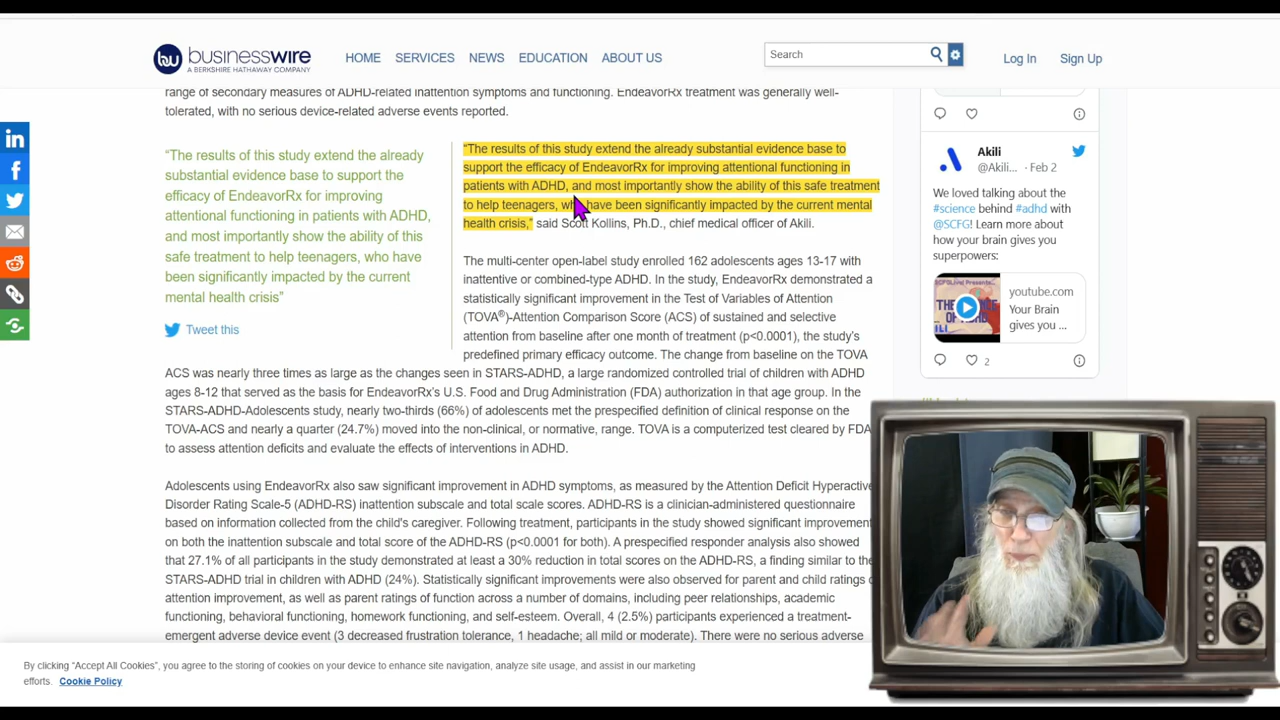 businesswire
A BERKSHIRE HATHAWAY COMPANY
HOME SERVICES NEWS EDUCATION ABOUT US
Search
Log In Sign Up
range of secondary measures of ADHD-related inattention symptoms and functioning. EndeavorRx treatment was generally well-
tolerated, with no serious device-related adverse events reported.
“The results of this study extend the already
substantial evidence base to support the
efficacy of EndeavorRx for improving
attentional functioning in patients with ADHD,
and most importantly show the ability of this
safe treatment to help teenagers, who have
been significantly impacted by the current
mental health crisis”
Tweet this
“The results of this study extend the already substantial evidence base to
support the efficacy of EndeavorRx for improving attentional functioning in
patients with ADHD, and most importantly show the ability of this safe treatment
to help teenagers, who have been significantly impacted by the current mental
health crisis,” said Scott Kollins, Ph.D., chief medical officer of Akili.
The multi-center open-label study enrolled 162 adolescents ages 13-17 with
inattentive or combined-type ADHD. In the study, EndeavorRx demonstrated a
statistically significant improvement in the Test of Variables of Attention
(TOVA®)-Attention Comparison Score (ACS) of sustained and selective
attention from baseline after one month of treatment (p<0.0001), the study’s
predefined primary efficacy outcome. The change from baseline on the TOVA
ACS was nearly three times as large as the changes seen in STARS-ADHD, a large randomized controlled trial of children with ADHD
ages 8-12 that served as the basis for EndeavorRx’s U.S. Food and Drug Administration (FDA) authorization in that age group. In the
STARS-ADHD-Adolescents study, nearly two-thirds (66%) of adolescents met the prespecified definition of clinical response on the
TOVA-ACS and nearly a quarter (24.7%) moved into the non-clinical, or normative, range. TOVA is a computerized test cleared by FDA
to assess attention deficits and evaluate the effects of interventions in ADHD.
Adolescents using EndeavorRx also saw significant improvement in ADHD symptoms, as measured by the Attention Deficit Hyperactive
Disorder Rating Scale-5 (ADHD-RS) inattention subscale and total scale scores. ADHD-RS is a clinician-administered questionnaire
based on information collected from the child's caregiver. Following treatment, participants in the study showed significant improvement
on both the inattention subscale and total score of the ADHD-RS (p<0.0001 for both). A prespecified responder analysis also showed
that 27.1% of all participants in the study demonstrated at least a 30% reduction in total scores on the ADHD-RS, a finding similar to the
STARS-ADHD trial in children with ADHD (24%). Statistically significant improvements were also observed for parent and child ratings
attention improvement, as well as parent ratings of function across a number of domains, including peer relationships, academic
functioning, behavioral functioning, homework functioning, and self-esteem. Overall, 4 (2.5%) participants experienced a treatment-
emergent adverse device event (3 decreased frustration tolerance, 1 headache; all mild or moderate). There were no serious adverse
Akili
@Akili... · Feb 2
We loved talking about the
#science behind #adhd with
@SCFG! Learn more about
how your brain gives you
superpowers:
youtube.com
Your Brain
gives you ...
2
By clicking “Accept All Cookies”, you agree to the storing of cookies on your device to enhance site navigation, analyze site usage, and assist in our marketing
efforts. Cookie Policy